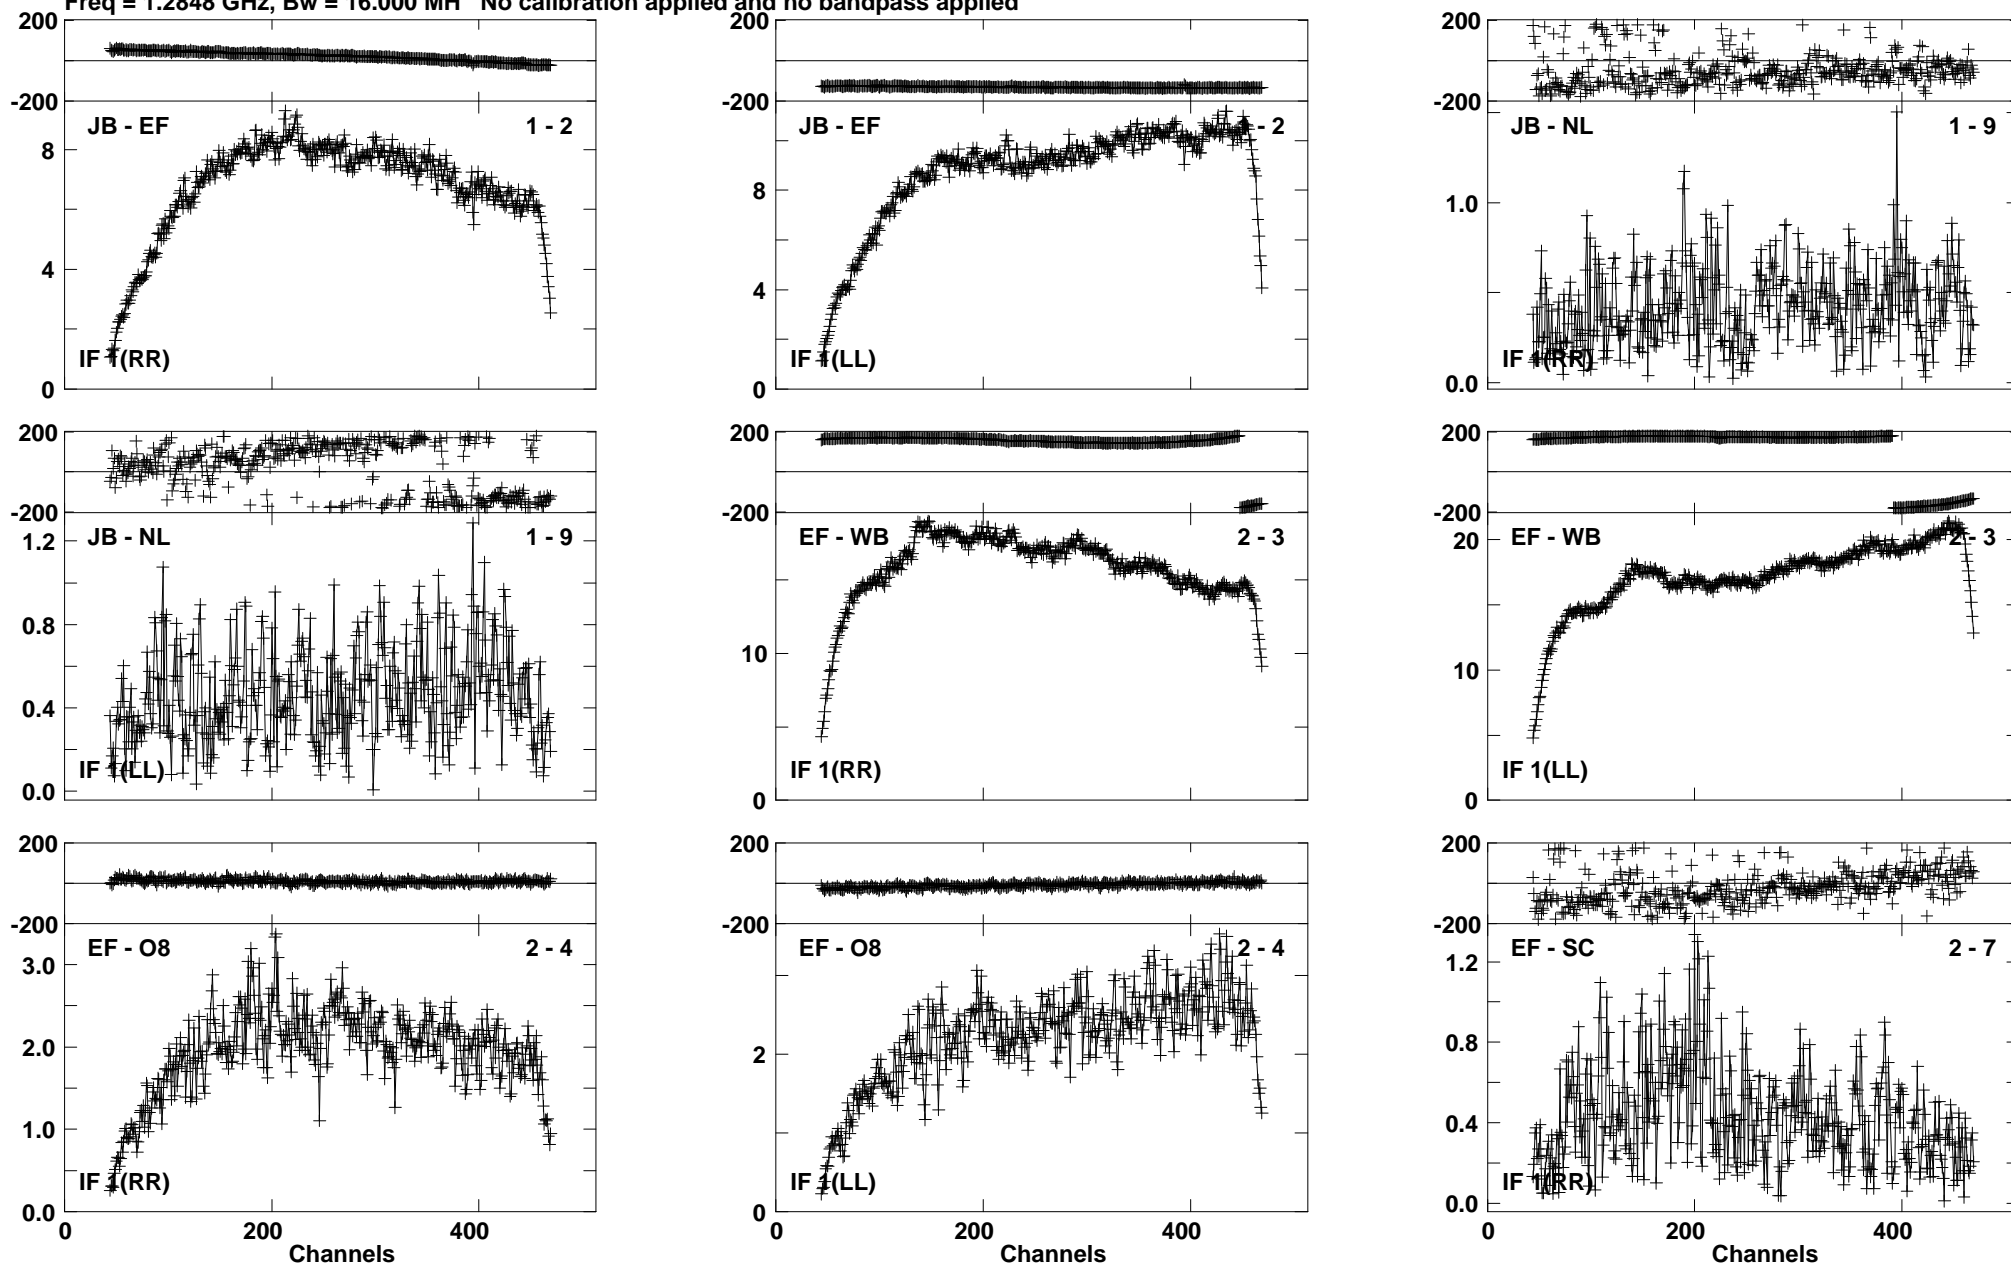 Freq = 1.2848 GHz, Bw = 16.000 MH No calibration applied and no bandpass applied
200
-200
JB - EF
1 - 2
8
4
0
IF 1(RR)
200
-200
JB - EF
1 - 2
8
4
0
IF 1(LL)
200
-200
JB - NL
1 - 9
1.0
0.0
IF 1(RR)
200
-200
JB - NL
1 - 9
1.2
0.8
0.4
0.0
IF 1(LL)
200
-200
EF - WB
2 - 3
10
0
IF 1(RR)
200
-200
EF - WB
2 - 3
20
10
0
IF 1(LL)
200
-200
EF - O8
2 - 4
3.0
2.0
1.0
0.0
IF 1(RR)
0 200 400
Channels
200
-200
EF - O8
2 - 4
2
0
IF 1(LL)
200
-200
EF - SC
2 - 7
1.2
0.8
0.4
0.0
IF 1(RR)
0 200 400
Channels